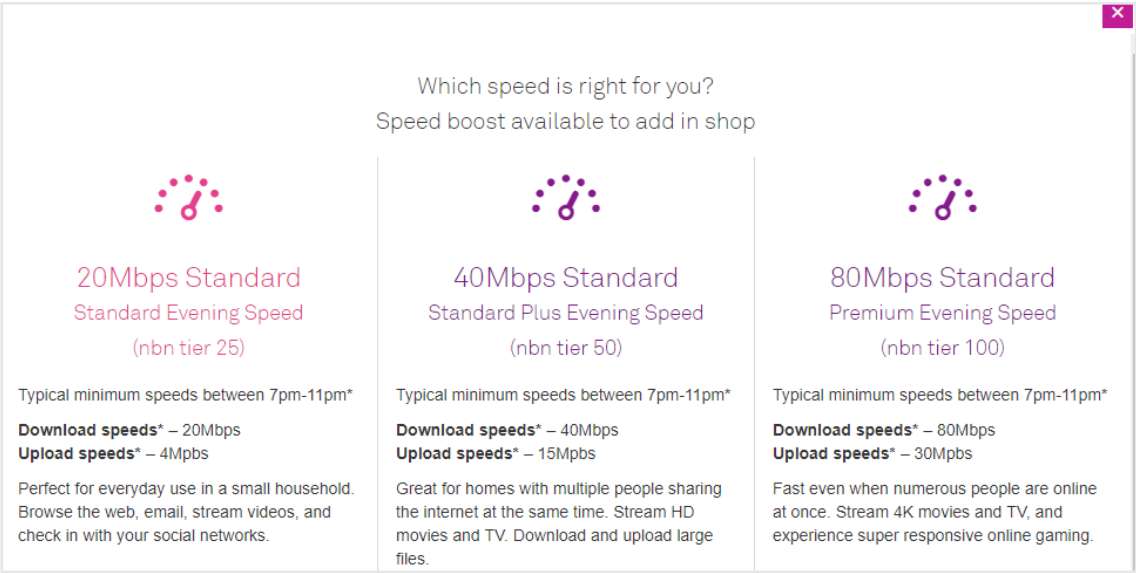 ×
Which speed is right for you?
Speed boost available to add in shop
20Mbps Standard
Standard Evening Speed
(nbn tier 25)
Typical minimum speeds between 7pm-11pm*
Download speeds* – 20Mbps
Upload speeds* – 4Mpbs
Perfect for everyday use in a small household.
Browse the web, email, stream videos, and
check in with your social networks.
40Mbps Standard
Standard Plus Evening Speed
(nbn tier 50)
Typical minimum speeds between 7pm-11pm*
Download speeds* – 40Mbps
Upload speeds* – 15Mpbs
Great for homes with multiple people sharing
the internet at the same time. Stream HD
movies and TV. Download and upload large
files.
80Mbps Standard
Premium Evening Speed
(nbn tier 100)
Typical minimum speeds between 7pm-11pm*
Download speeds* – 80Mbps
Upload speeds* – 30Mpbs
Fast even when numerous people are online
at once. Stream 4K movies and TV, and
experience super responsive online gaming.